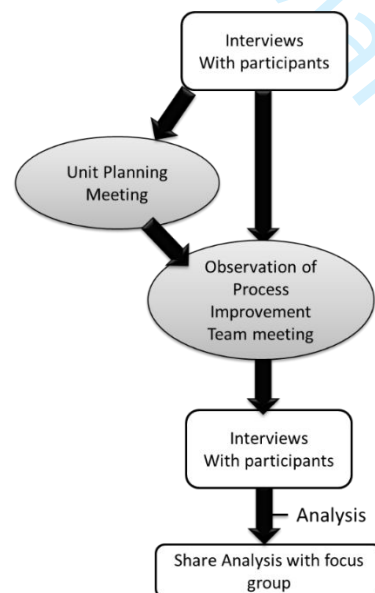 Interviews
With participants
Unit Planning
Meeting
Observation of
Process
Improvement
Team meeting
Interviews
With participants
Analysis
Share Analysis with focus
group